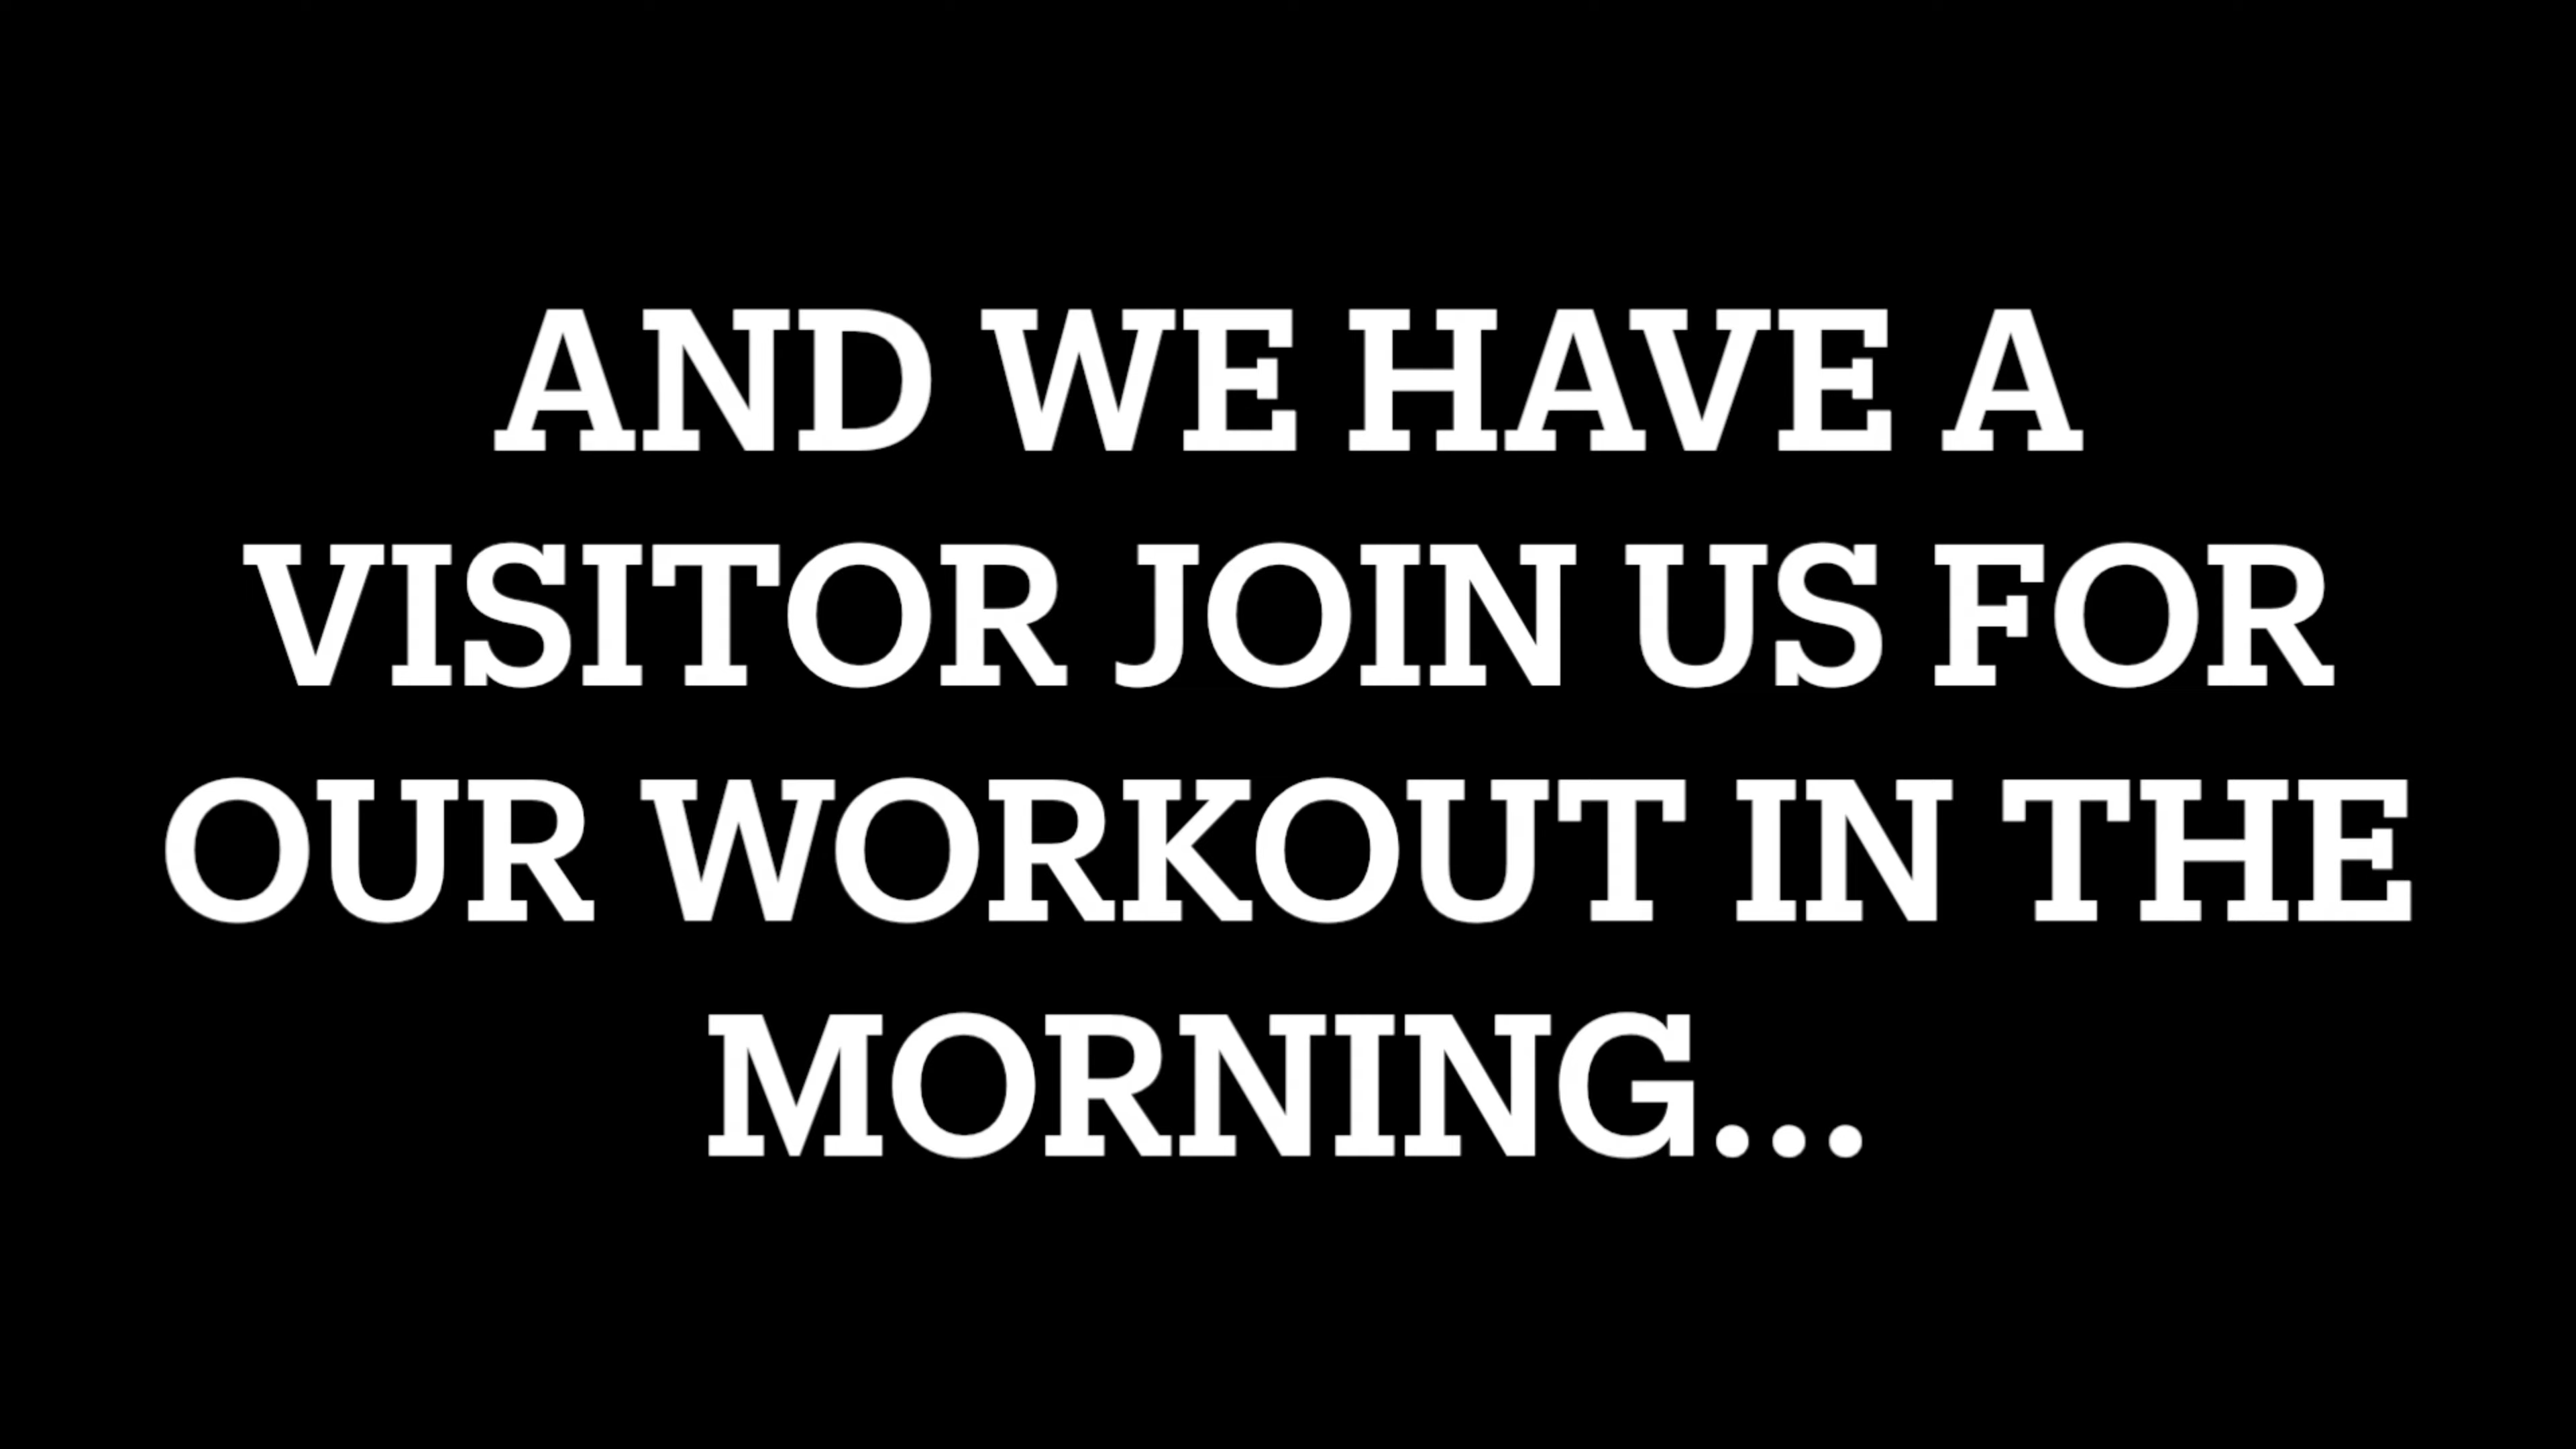 AND WE HAVE A
VISITOR JOIN US FOR
OUR WORKOUT IN THE
MORNING...